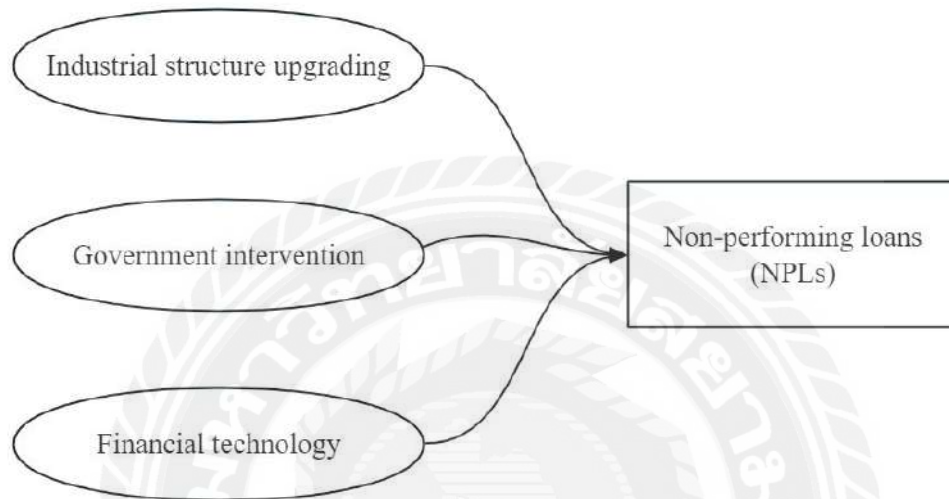 Industrial structure upgrading
Government intervention
Non-performing loans
(NPLs)
Financial technology